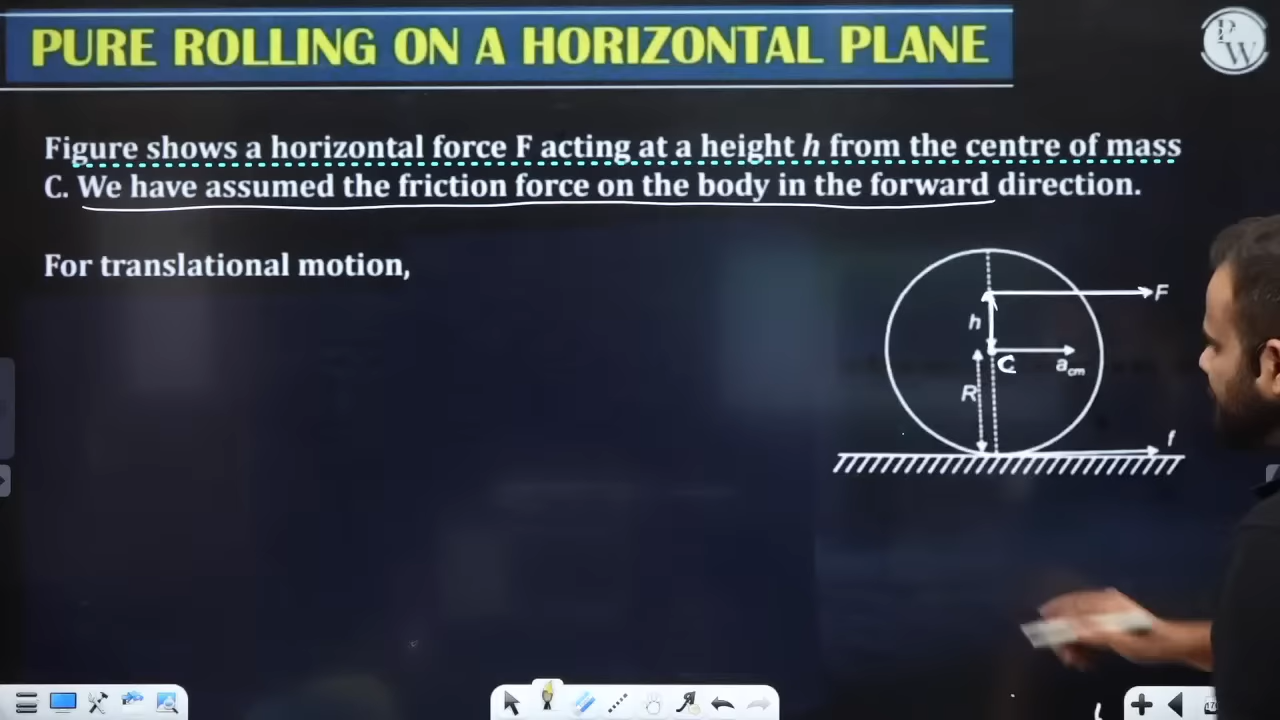 PURE ROLLING ON A HORIZONTAL PLANE
PW
Figure shows a horizontal force F acting at a height h from the centre of mass
C. We have assumed the friction force on the body in the forward direction.
For translational motion,
F
h
C
a_cm
R
f